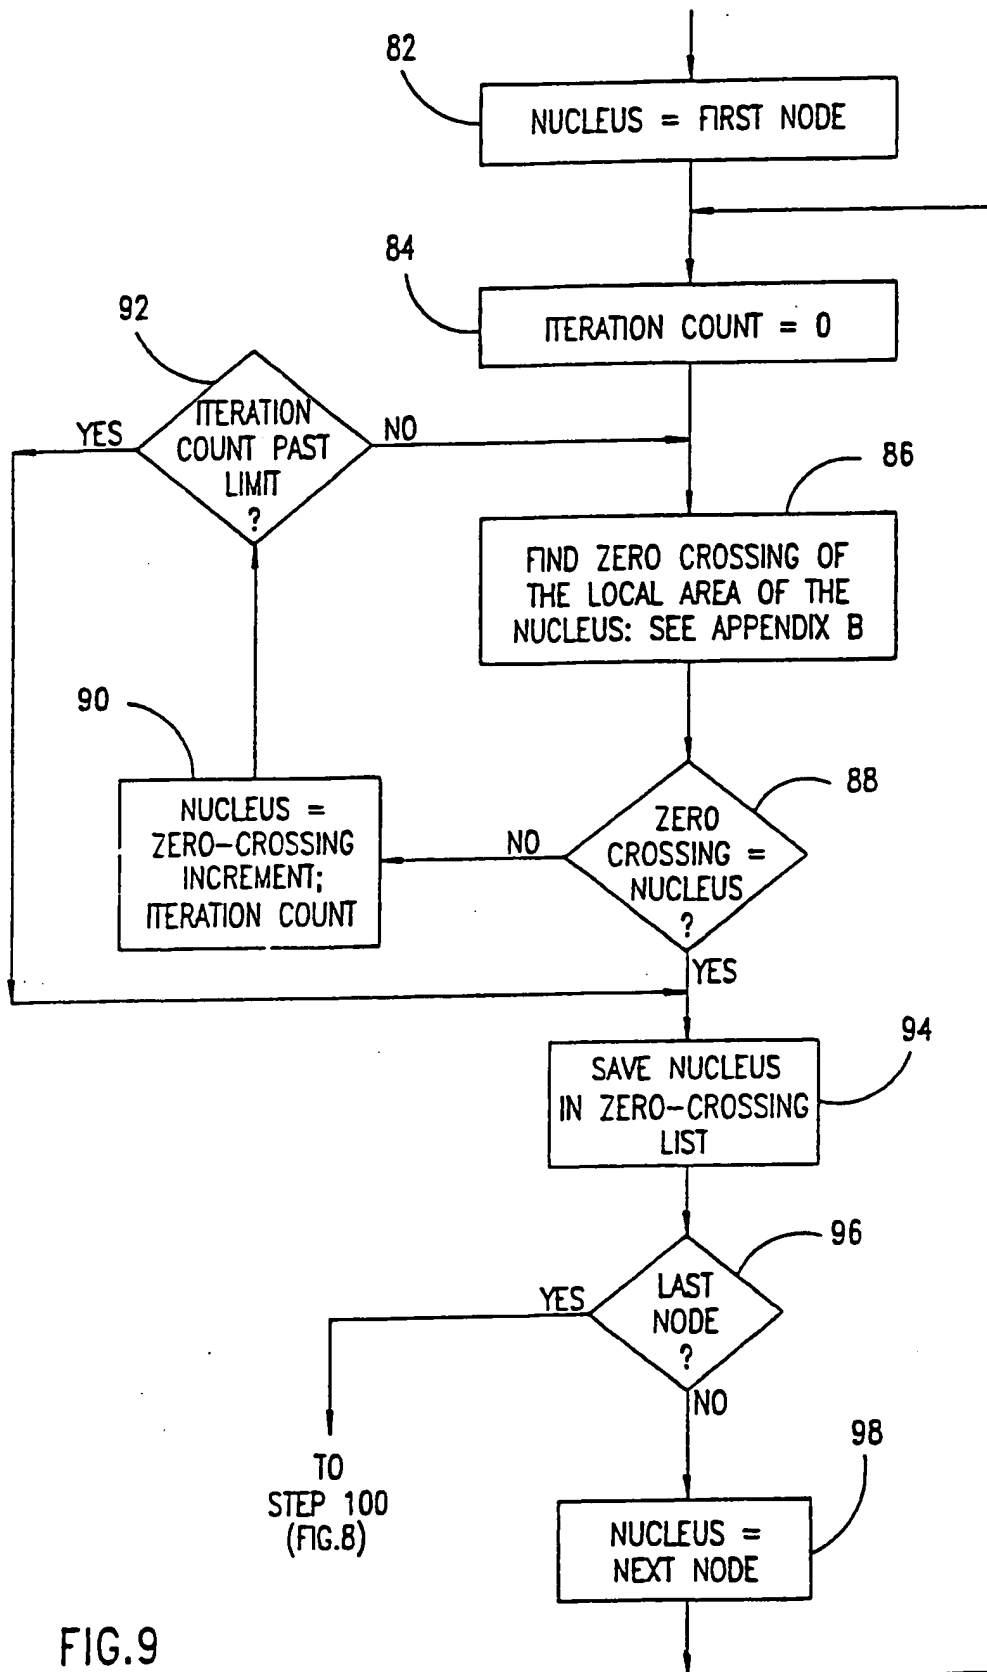 82
NUCLEUS = FIRST NODE
84
ITERATION COUNT = 0
92
ITERATION
COUNT PAST
LIMIT
?
YES
NO
86
FIND ZERO CROSSING OF
THE LOCAL AREA OF THE
NUCLEUS: SEE APPENDIX B
90
NUCLEUS =
ZERO-CROSSING
INCREMENT;
ITERATION COUNT
88
ZERO
CROSSING =
NUCLEUS
?
NO
YES
94
SAVE NUCLEUS
IN ZERO-CROSSING
LIST
96
LAST
NODE
?
YES
NO
TO
STEP 100
(FIG.8)
98
NUCLEUS =
NEXT NODE
FIG.9